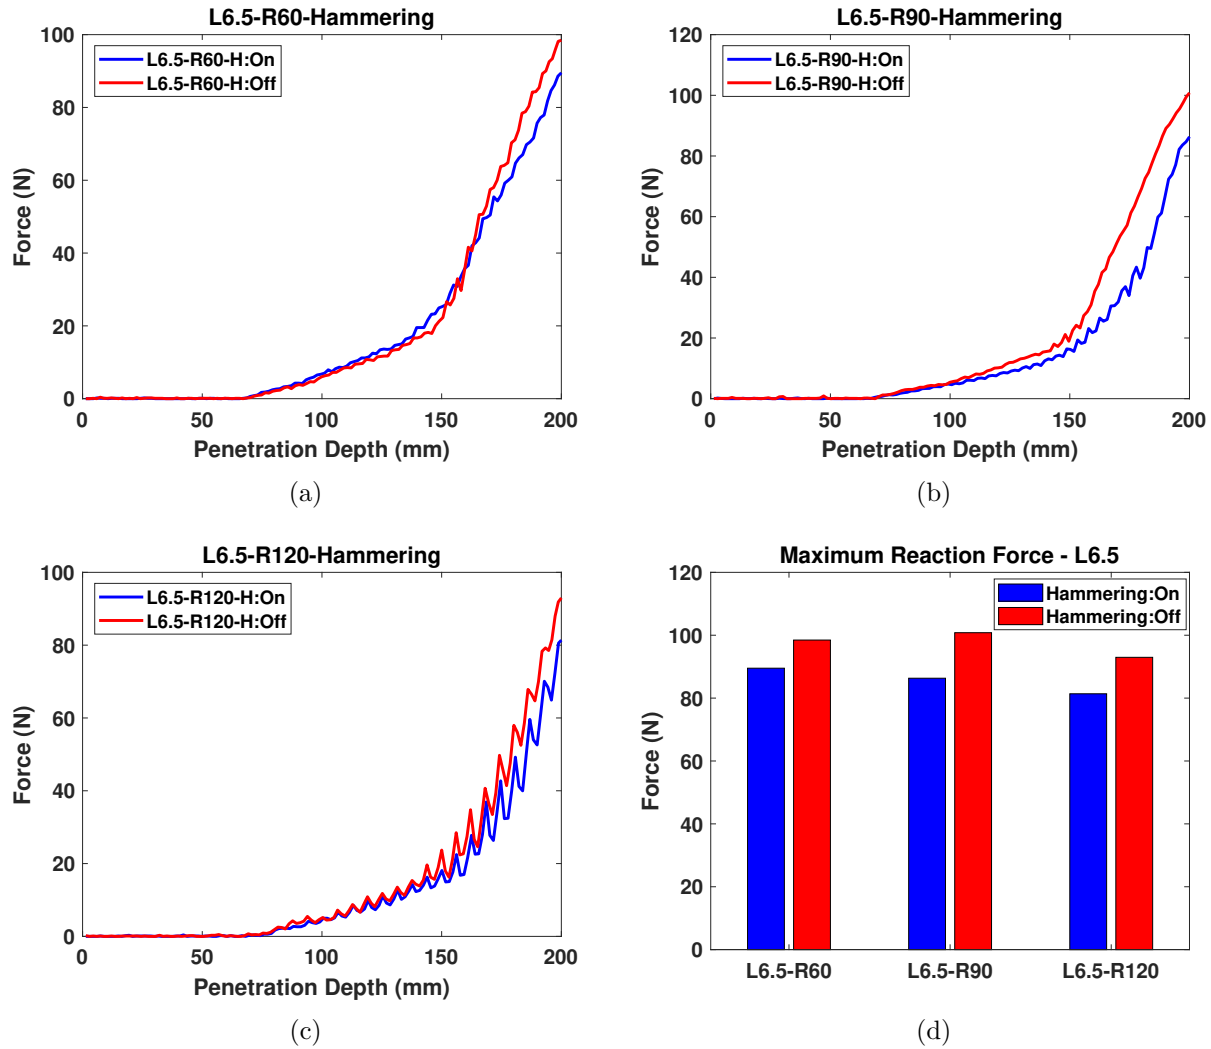 L6.5-R60-Hammering
L6.5-R60-H:On
L6.5-R60-H:Off
100
80
60
40
20
0
Force (N)
0 50 100 150 200
Penetration Depth (mm)
(a)
L6.5-R90-Hammering
L6.5-R90-H:On
L6.5-R90-H:Off
120
100
80
60
40
20
0
Force (N)
0 50 100 150 200
Penetration Depth (mm)
(b)
L6.5-R120-Hammering
L6.5-R120-H:On
L6.5-R120-H:Off
100
80
60
40
20
0
Force (N)
0 50 100 150 200
Penetration Depth (mm)
(c)
Maximum Reaction Force - L6.5
Hammering:On
Hammering:Off
120
100
80
60
40
20
0
Force (N)
L6.5-R60 L6.5-R90 L6.5-R120
(d)